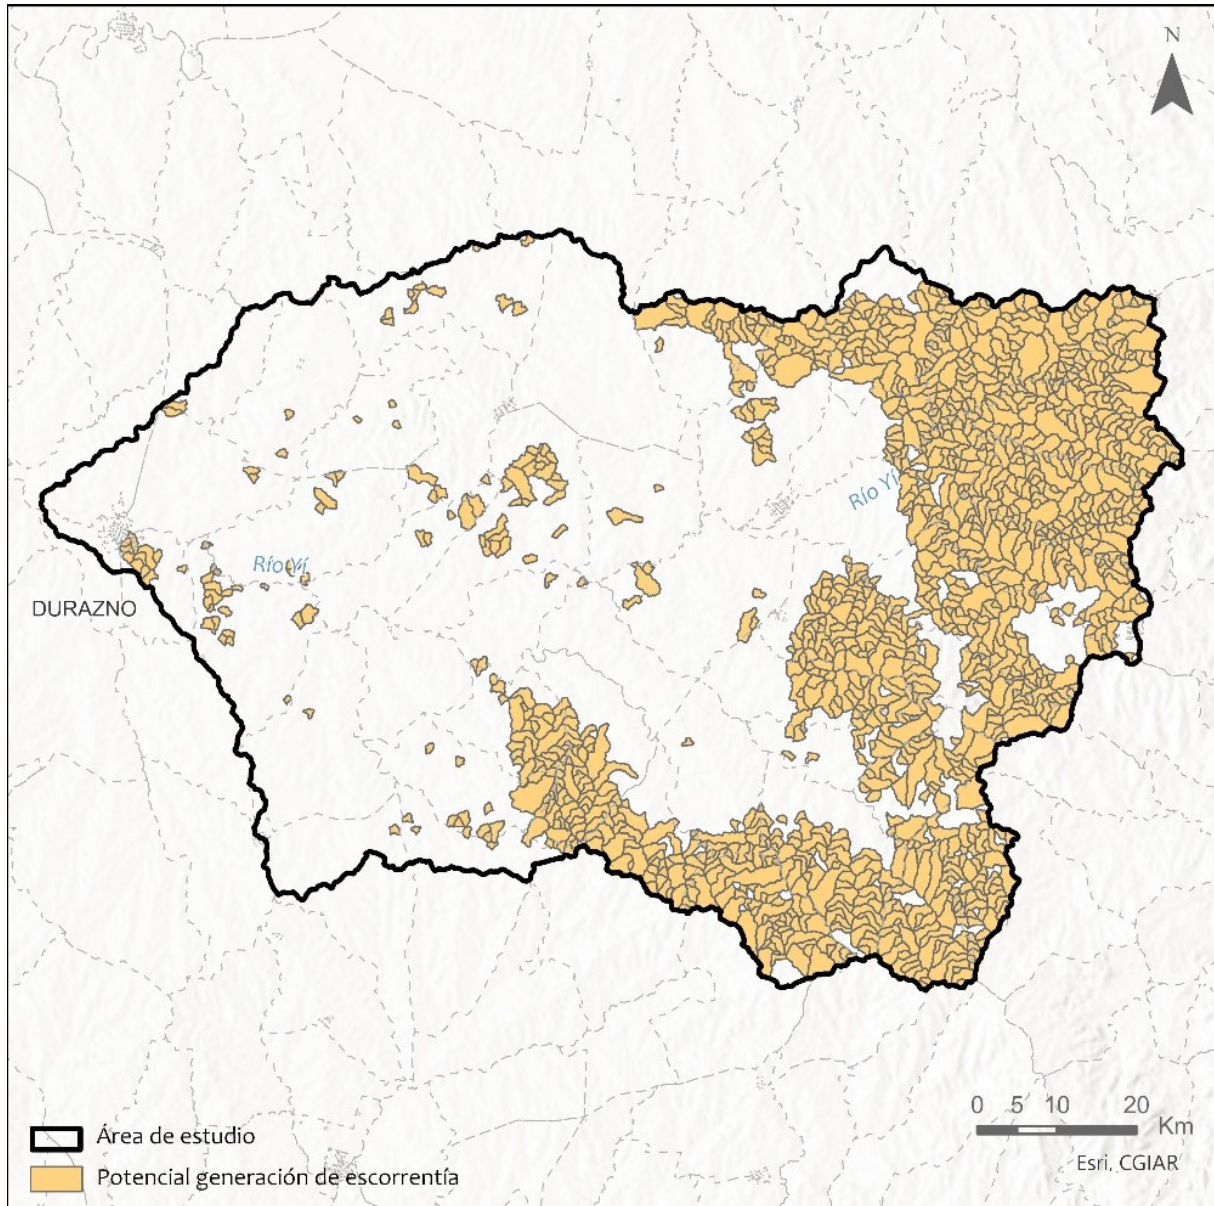 N
Río Yí
Río Yí
DURAZNO
0 5 10 20
Km
Esri, CGIAR
Área de estudio
Potencial generación de escorrentía